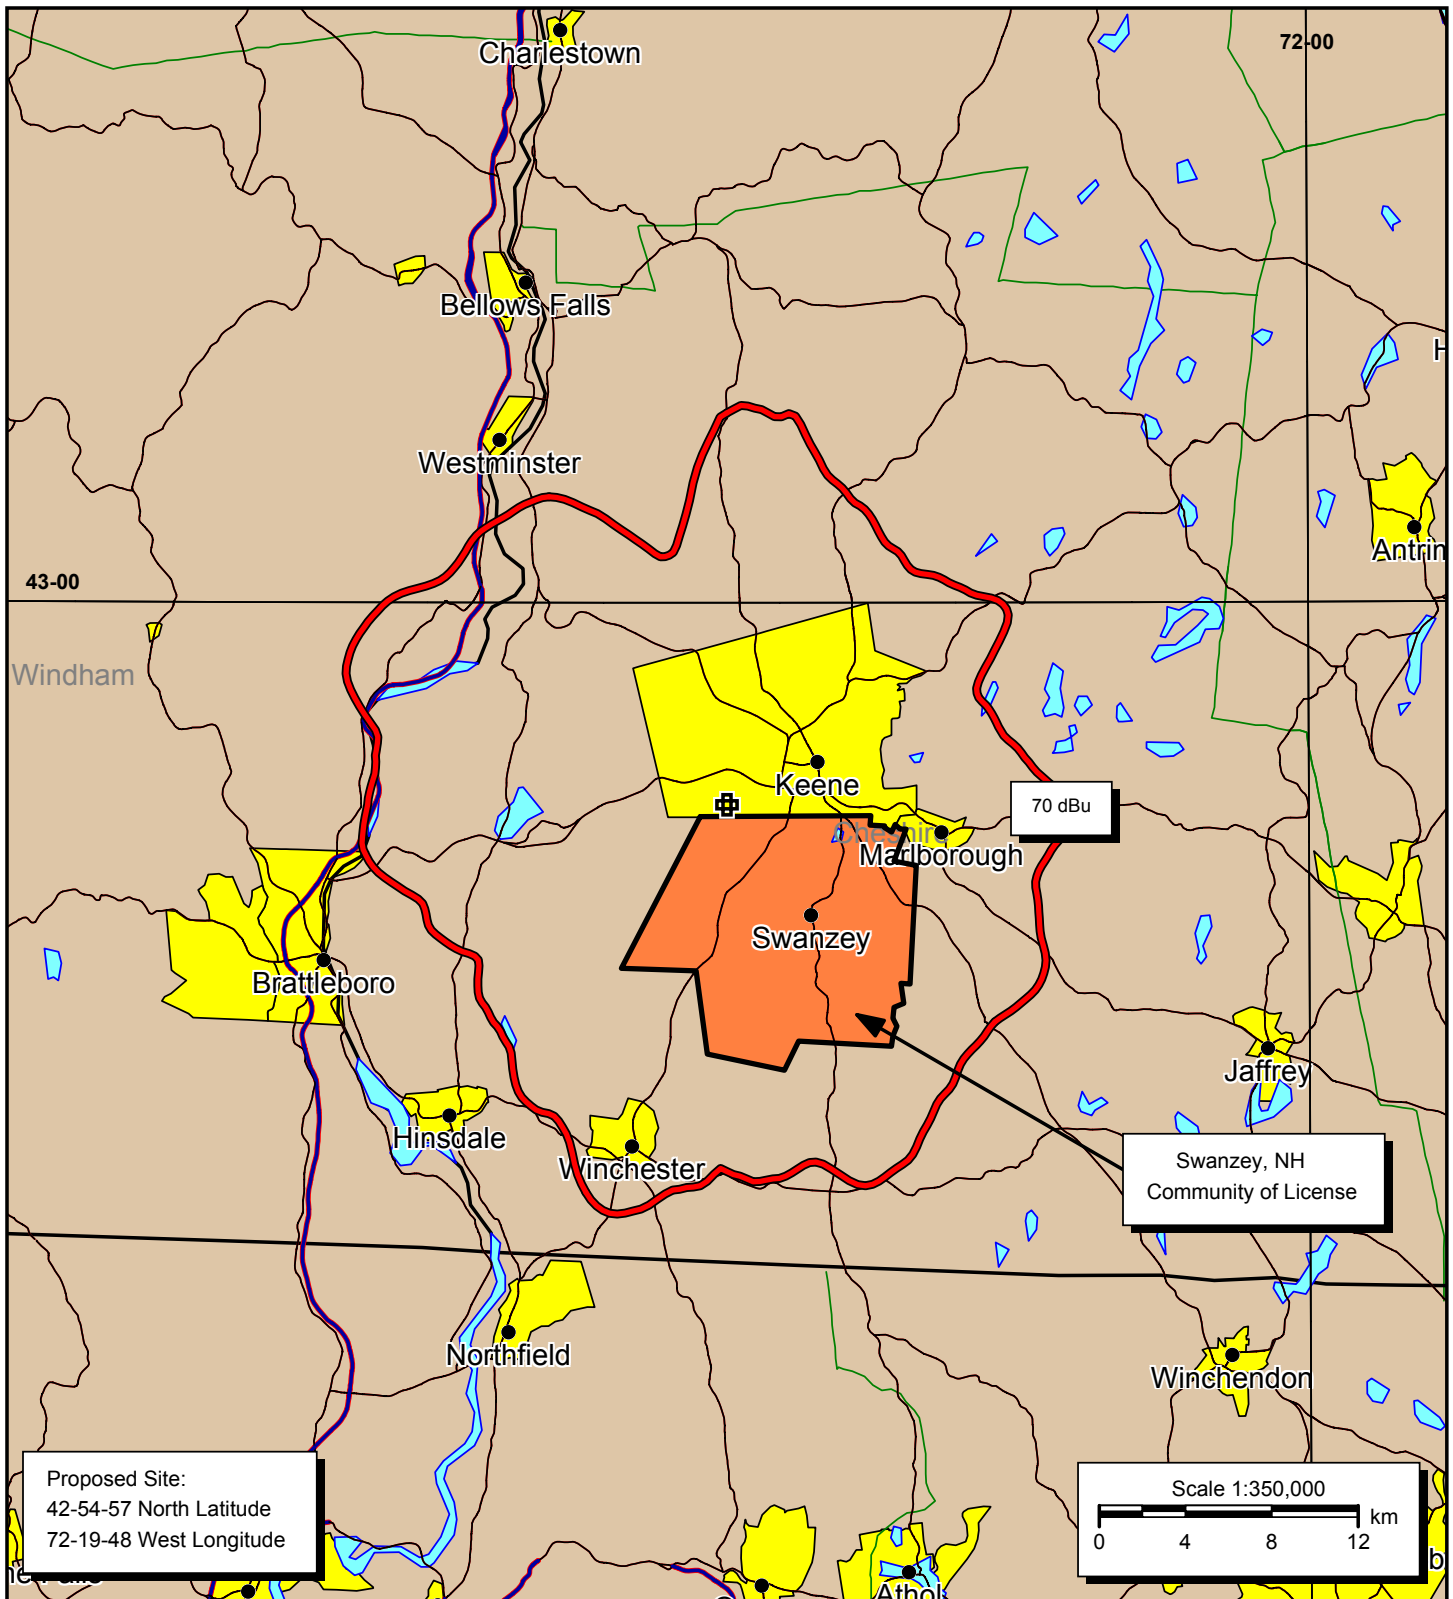 Charlestown
72-00
Bellows Falls
Westminster
Antrim
43-00
Windham
Keene
70 dBu
Cheshire
Marlborough
Swanzey
Brattleboro
Jaffrey
Hinsdale
Winchester
Swanzey, NH
Community of License
Northfield
Winchendon
Proposed Site:
42-54-57 North Latitude
72-19-48 West Longitude
Scale 1:350,000
km
0 4 8 12
Athol